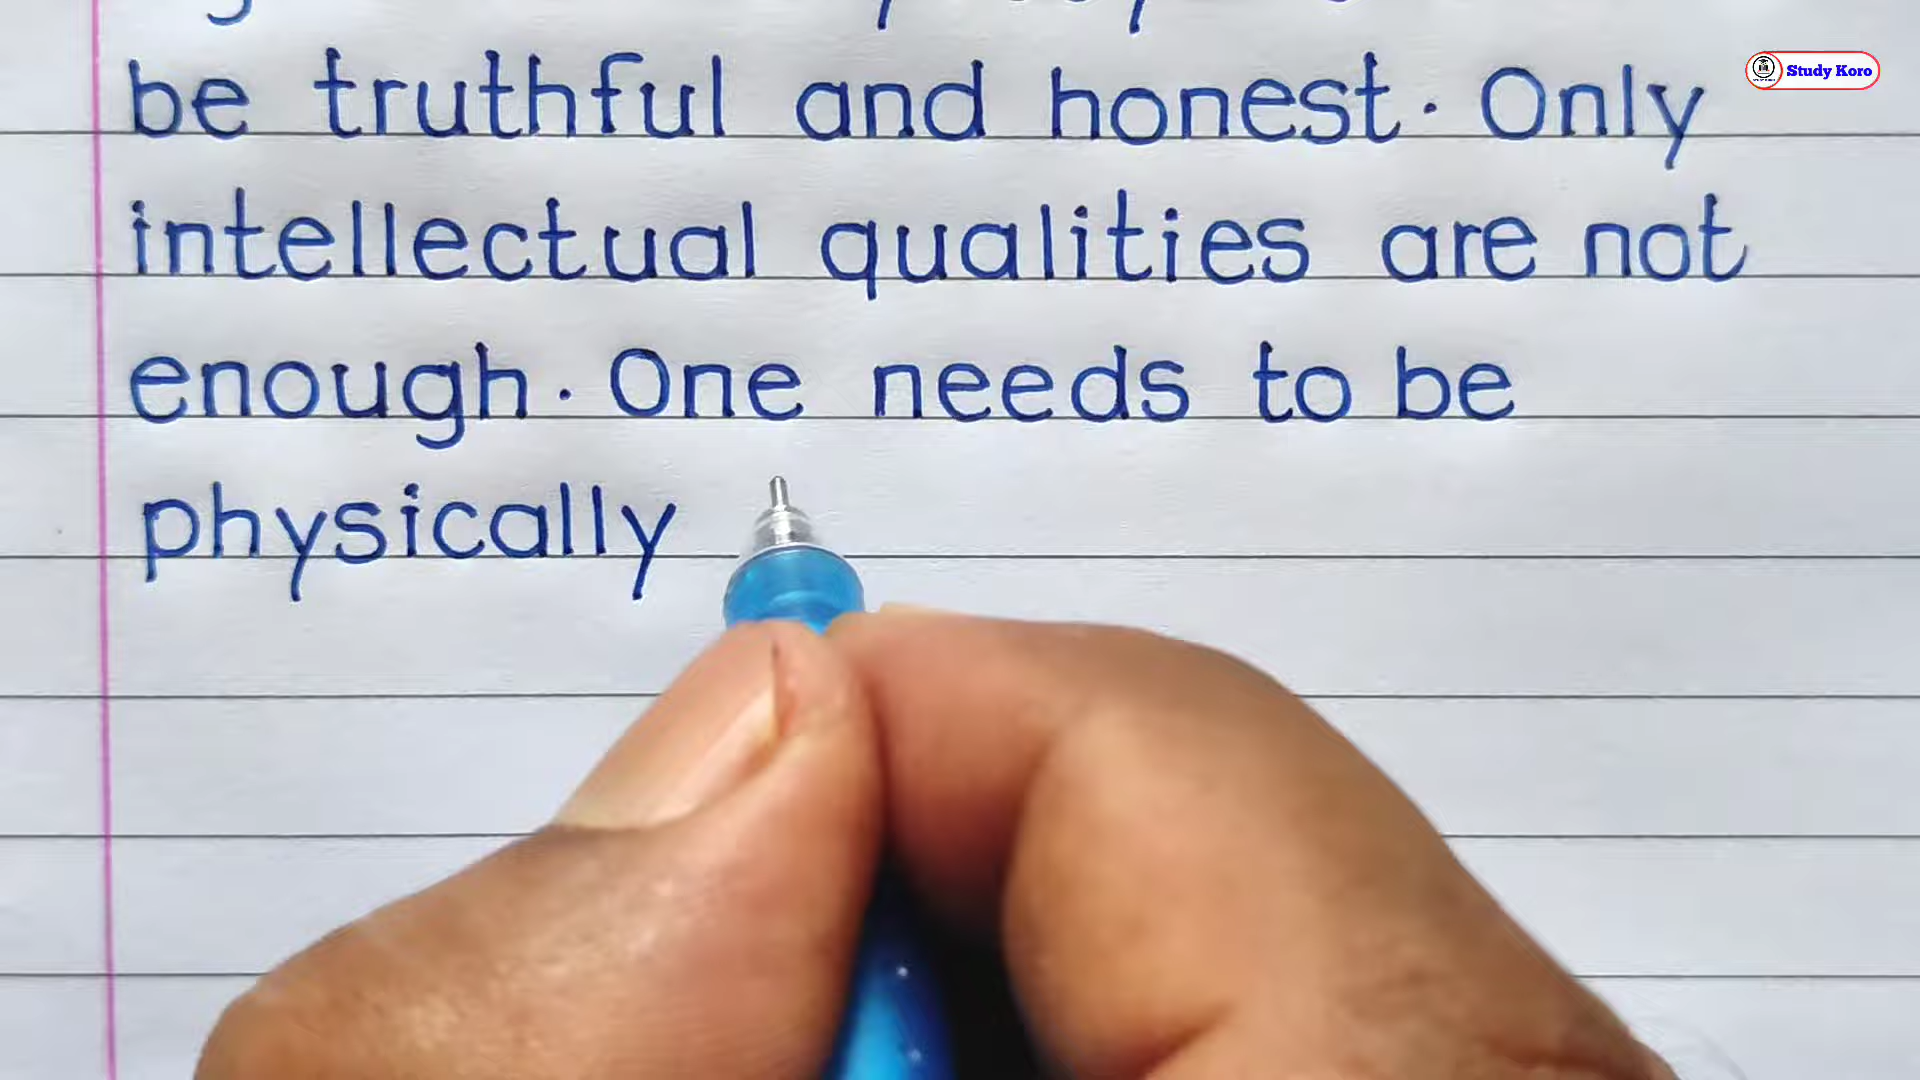 be truthful and honest. Only
intellectual qualities are not
enough. One needs to be
physically
Study Koro